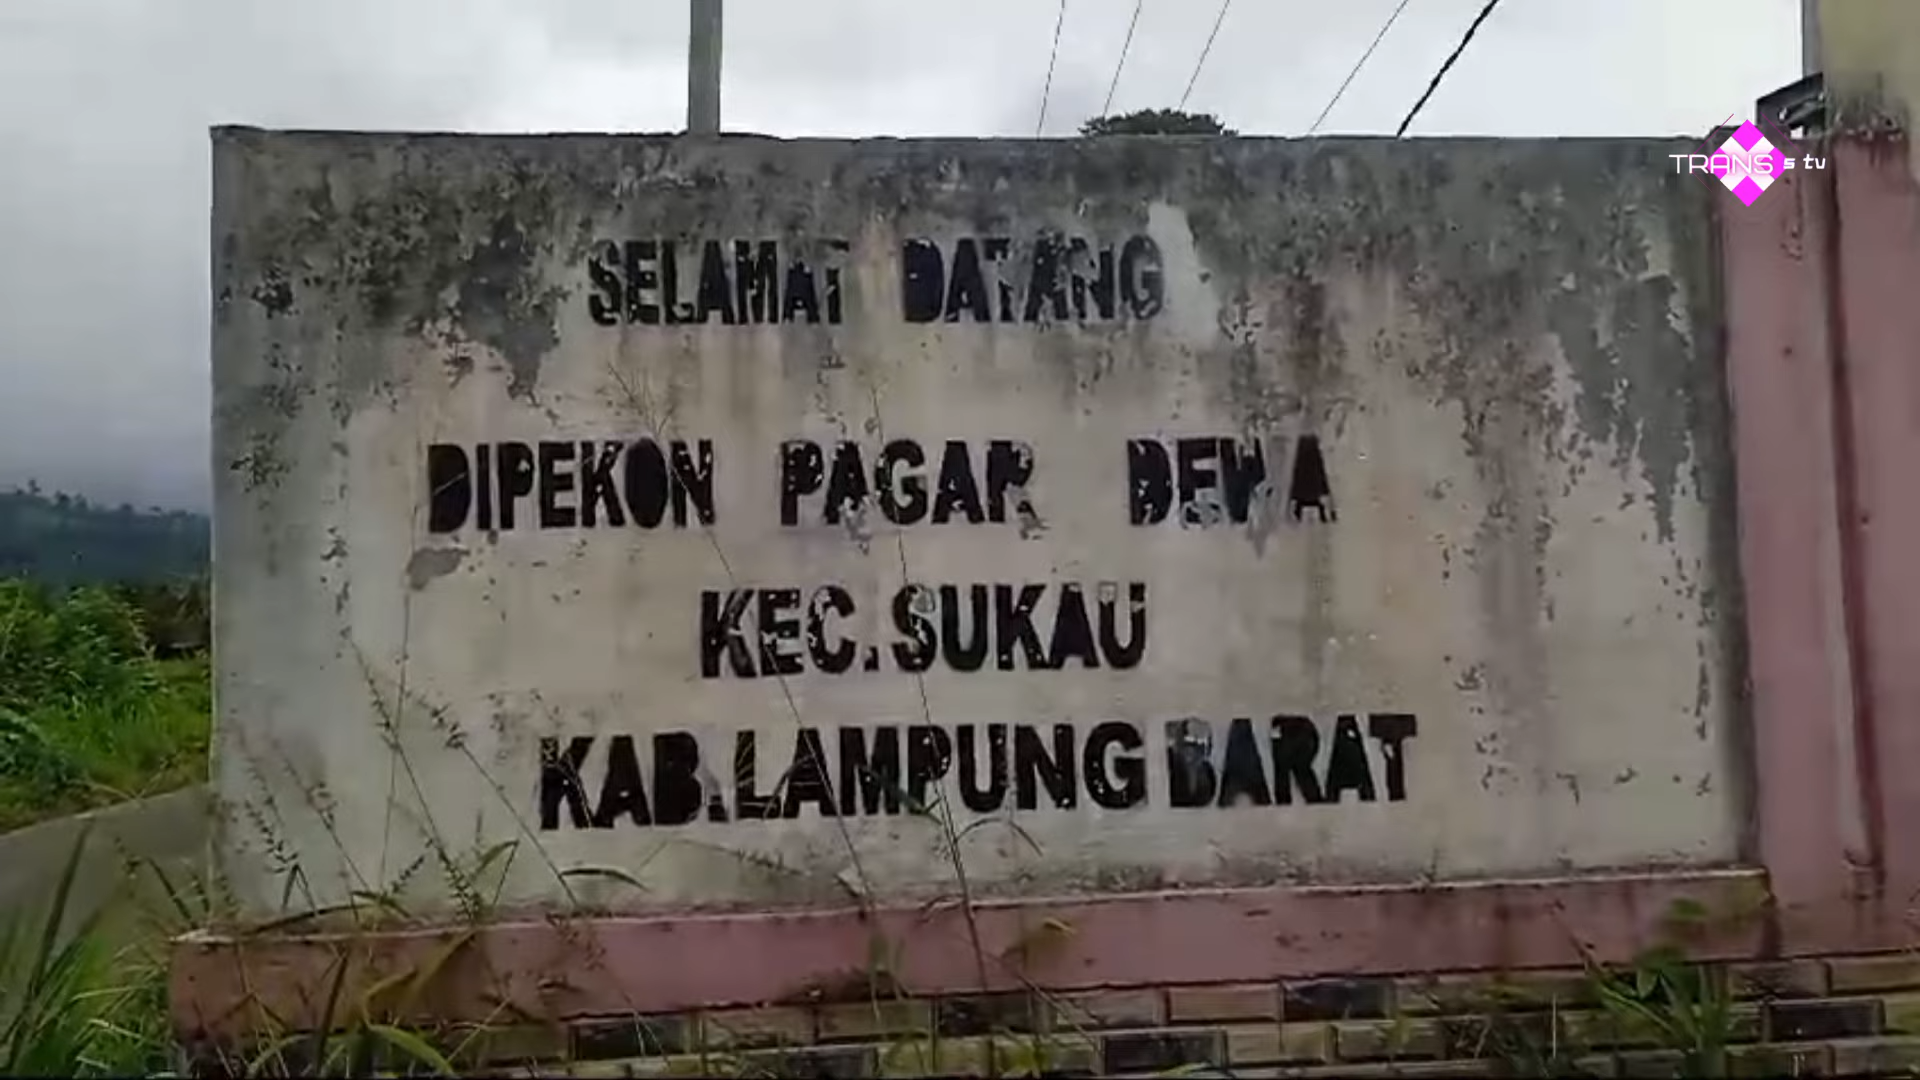 TRANS s tv
SELAMAT DATANG
DIPEKON PAGAR DEWA
KEC.SUKAU
KAB.LAMPUNG BARAT